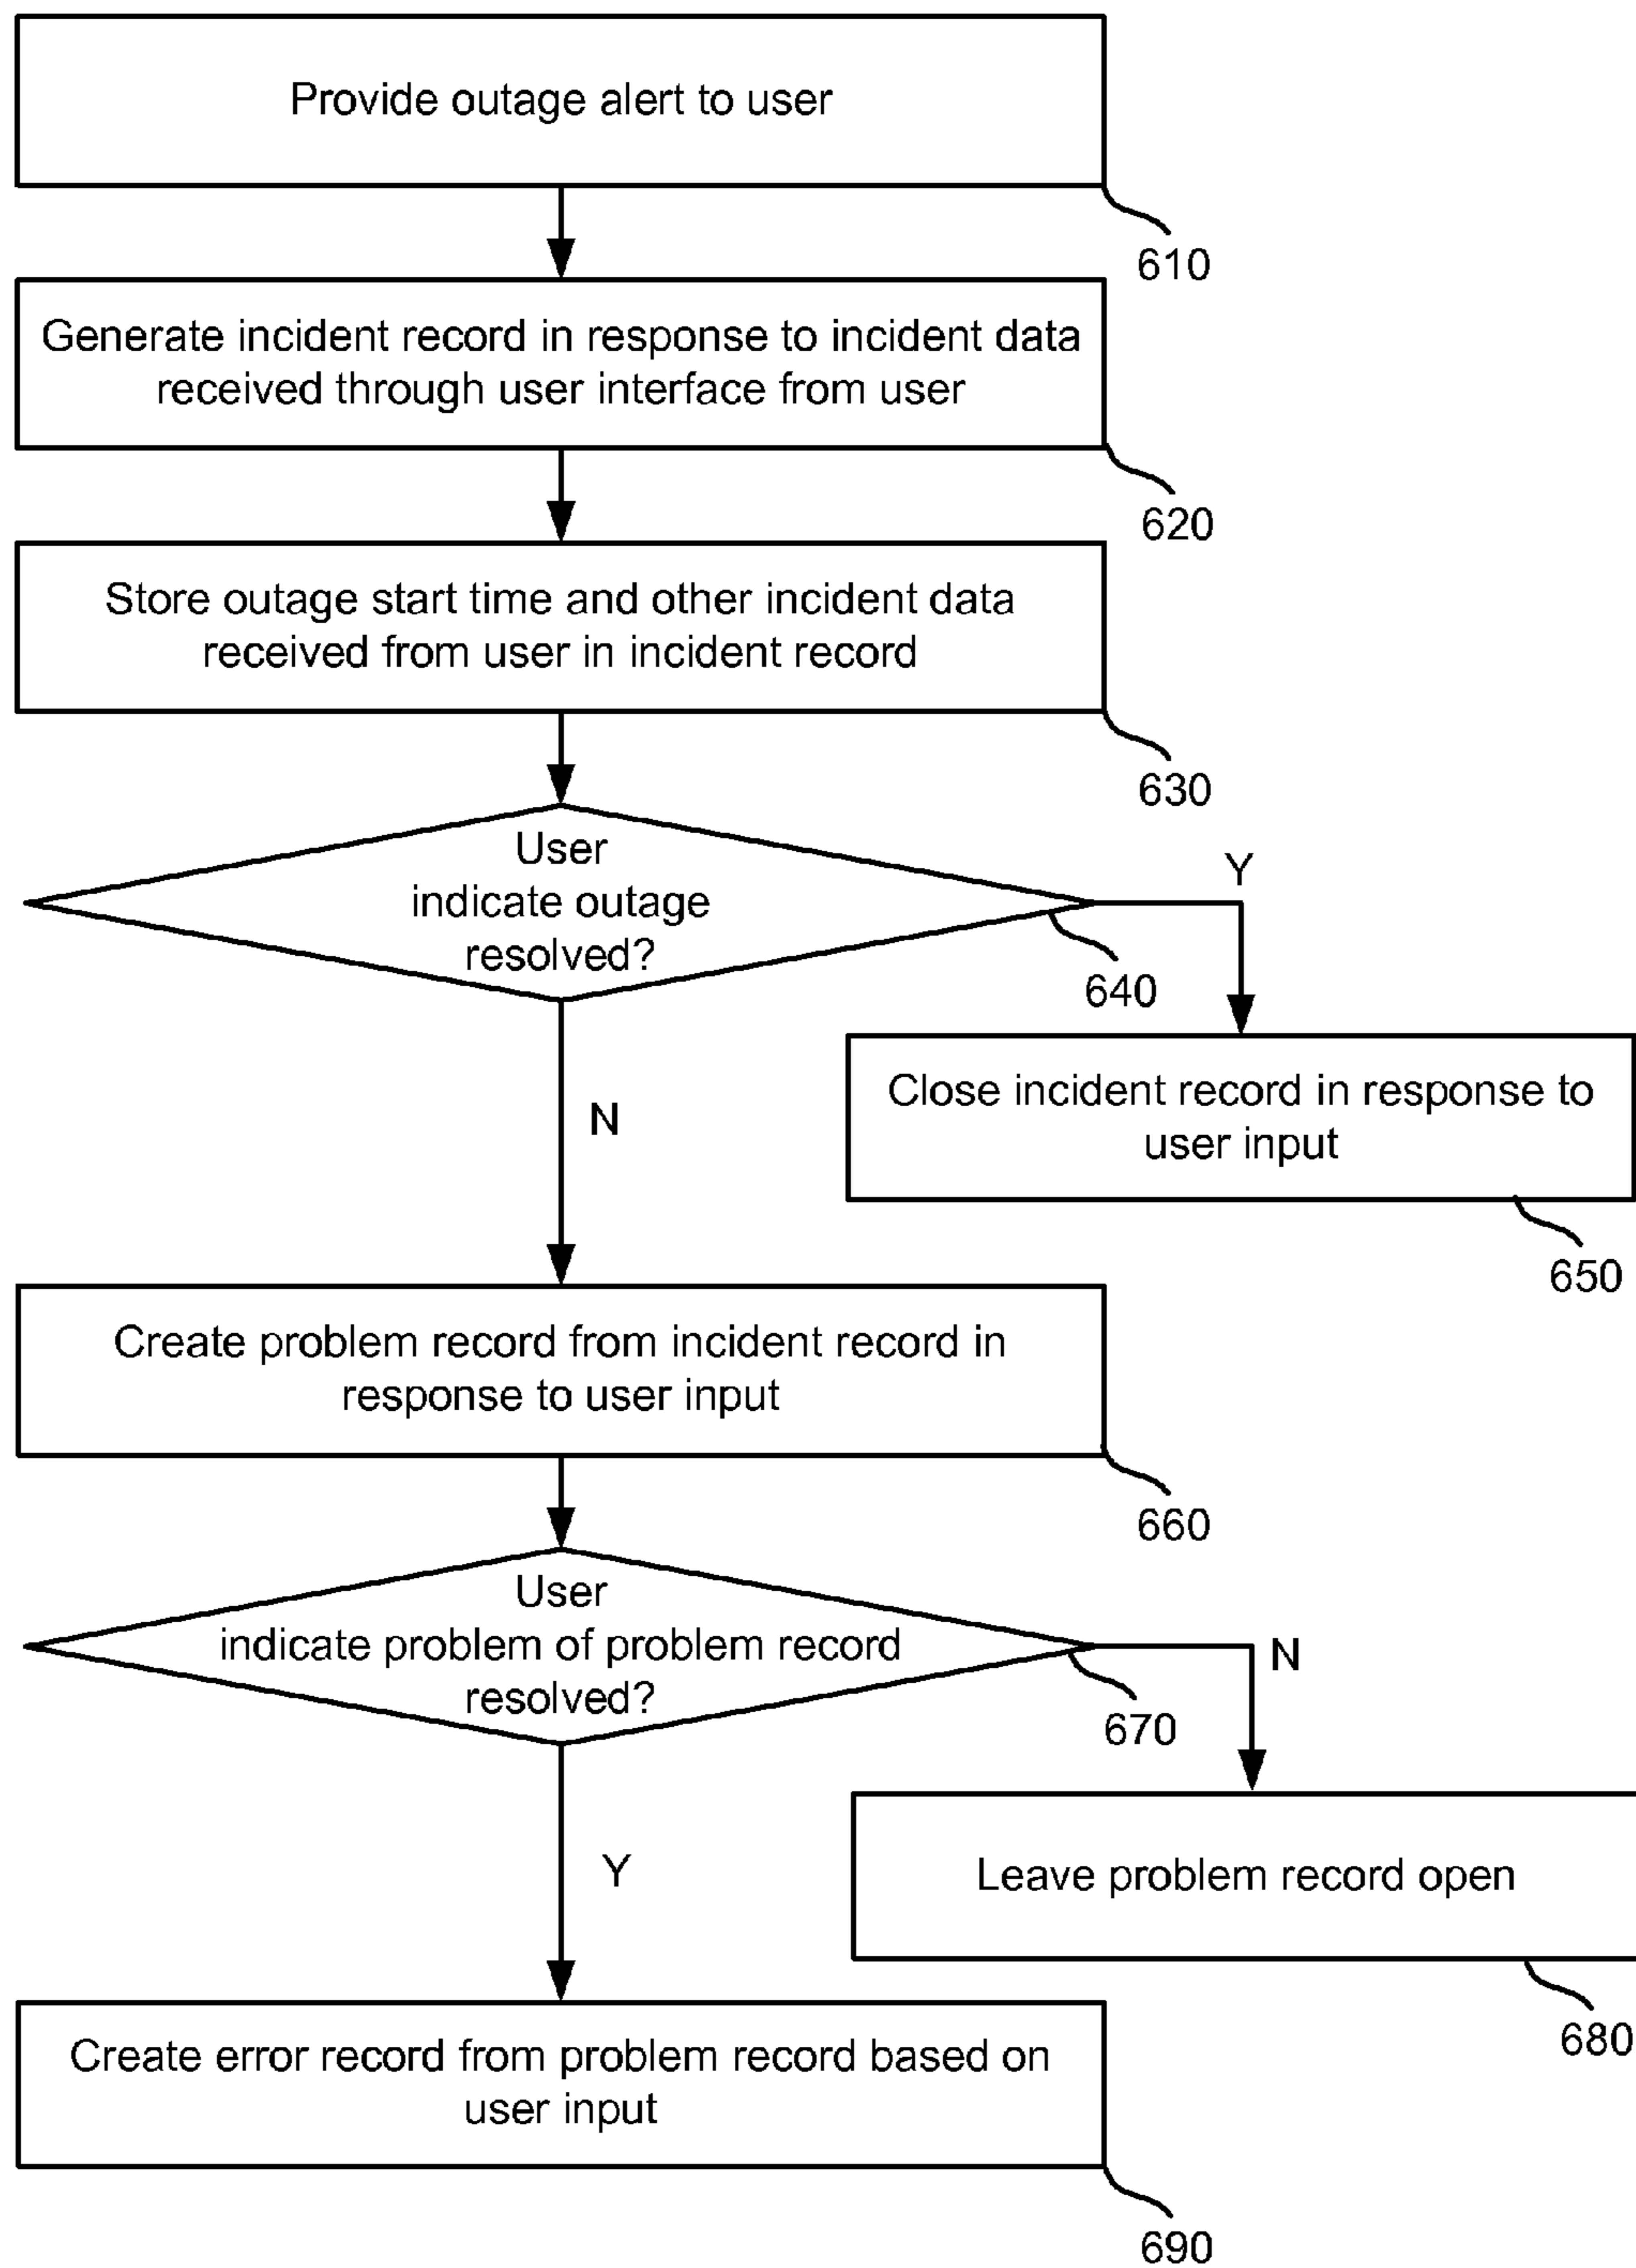 Provide outage alert to user
610
Generate incident record in response to incident data
received through user interface from user
620
Store outage start time and other incident data
received from user in incident record
630
User
indicate outage
resolved?
Y
640
Close incident record in response to
user input
N
650
Create problem record from incident record in
response to user input
660
User
indicate problem of problem record
resolved?
N
670
Leave problem record open
Y
680
Create error record from problem record based on
user input
690